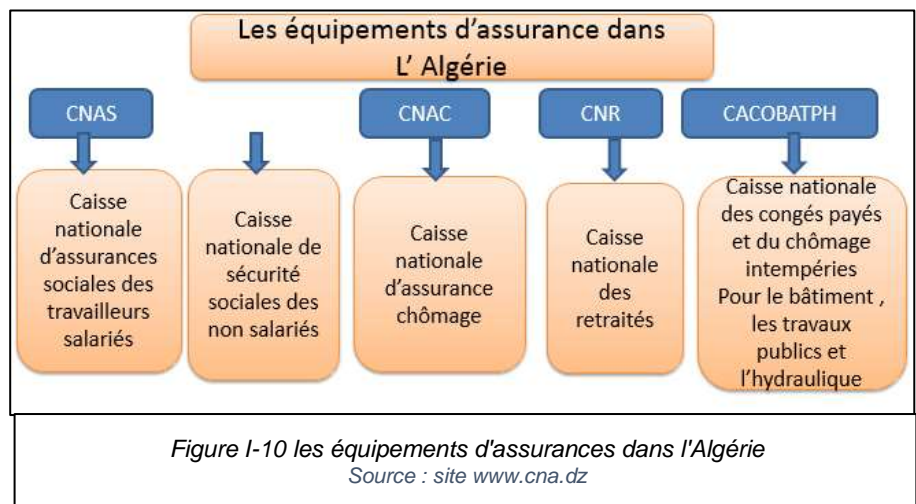 Les équipements d'assurance dans
L' Algérie
CNAS
CNAC
CNR
CACOBATPH
Caisse
nationale
d'assurances
sociales des
travailleurs
salariés
Caisse
nationale de
sécurité
sociales des
non salariés
Caisse
nationale
d'assurance
chômage
Caisse
nationale
des
retraités
Caisse nationale
des congés payés
et du chômage
intempéries
Pour le bâtiment ,
les travaux
publics et
l'hydraulique
Figure I-10 les équipements d'assurances dans l'Algérie
Source : site www.cna.dz